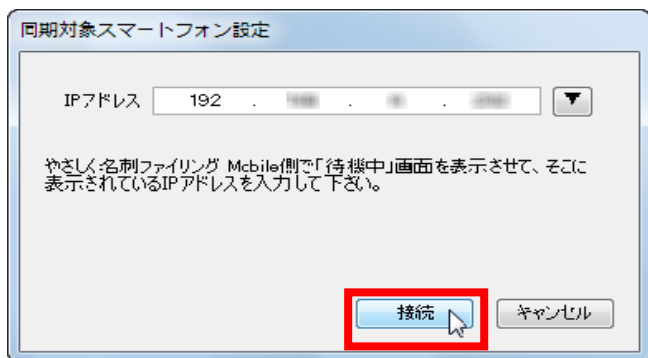 同期対象スマートフォン設定
IPアドレス 192 . . .
やさしく名刺ファイリング Mobile側で「待機中」画面を表示させて、そこに
表示されているIPアドレスを入力して下さい。
接続 キャンセル